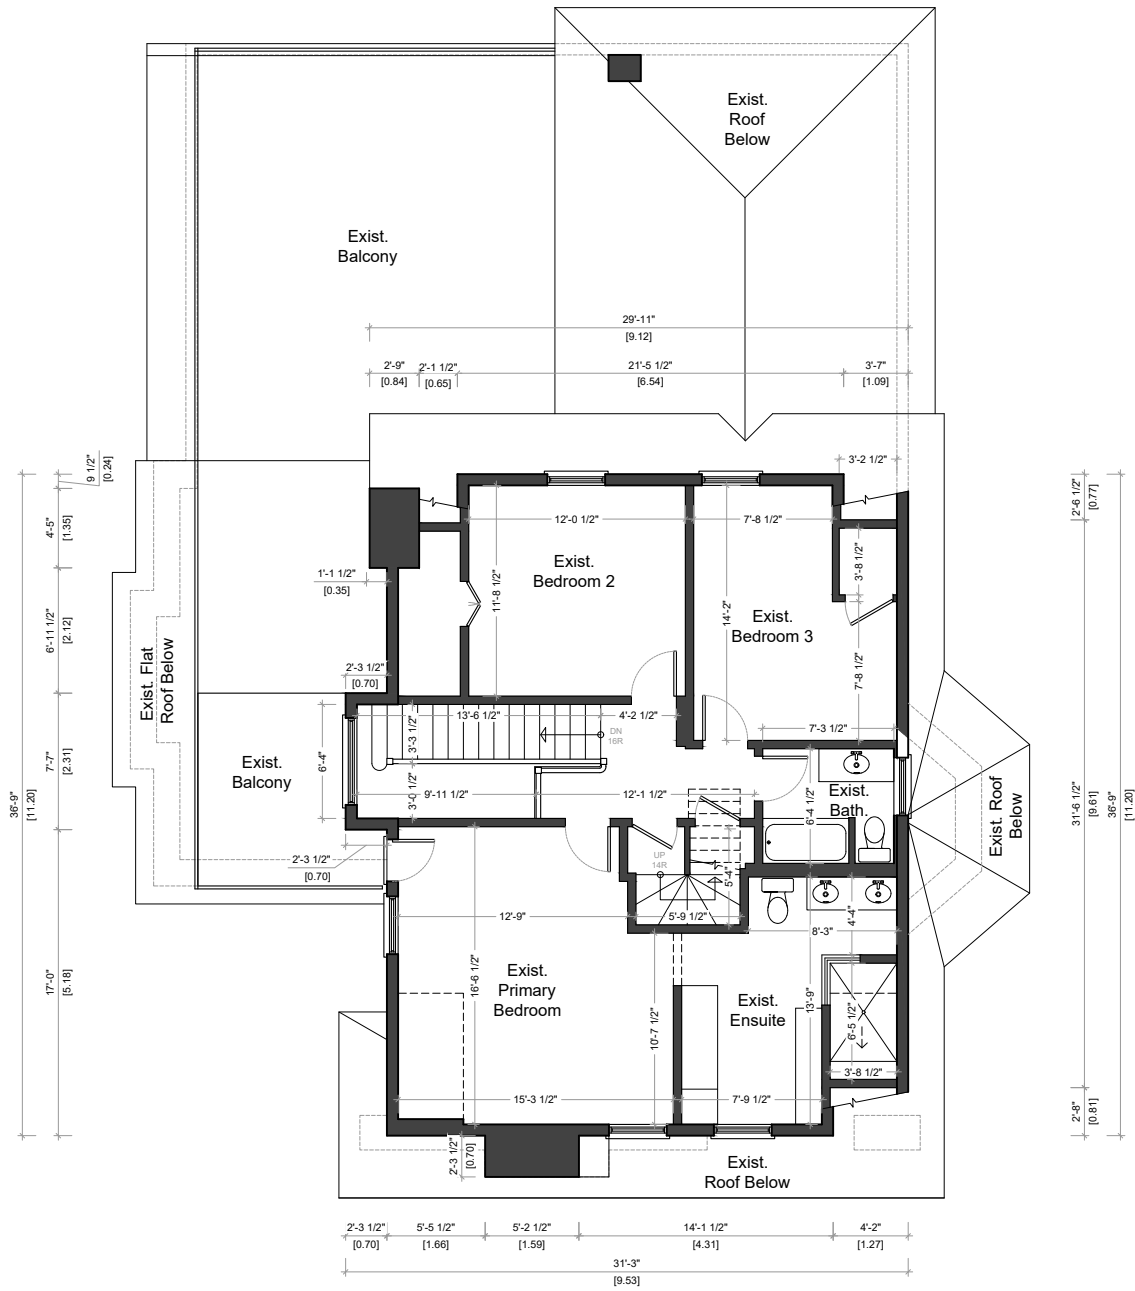 Exist.
Roof
Below
Exist.
Balcony
29'-11"
[9.12]
2'-9"
[0.84]
2'-1 1/2"
[0.65]
21'-5 1/2"
[6.54]
3'-7"
[1.09]
3'-2 1/2"
9 1/2"
[0.24]
4'-5"
[1.35]
6'-11 1/2"
[2.12]
7'-7"
[2.31]
17'-0"
[5.18]
36'-9"
[11.20]
2'-6 1/2"
[0.77]
31'-6 1/2"
[9.61]
2'-8"
[0.81]
36'-9"
[11.20]
12'-0 1/2"
7'-8 1/2"
Exist.
Bedroom 2
11'-8 1/2"
14'-2"
3'-8 1/2"
1'-1 1/2"
[0.35]
Exist.
Bedroom 3
7'-8 1/2"
Exist. Flat
Roof Below
2'-3 1/2"
[0.70]
13'-6 1/2"
4'-2 1/2"
3'-3 1/2"
DN
16R
7'-3 1/2"
6'-4"
Exist.
Balcony
9'-11 1/2"
3'-0 1/2"
12'-1 1/2"
6'-4 1/2"
Exist.
Bath.
Exist. Roof
Below
2'-3 1/2"
[0.70]
UP
14R
5'-4"
12'-9"
5'-9 1/2"
8'-3"
4'-4"
16'-6 1/2"
Exist.
Primary
Bedroom
10'-7 1/2"
Exist.
Ensuite
13'-9"
6'-5 1/2"
3'-8 1/2"
15'-3 1/2"
7'-9 1/2"
2'-3 1/2"
[0.70]
Exist.
Roof Below
2'-3 1/2"
[0.70]
5'-5 1/2"
[1.66]
5'-2 1/2"
[1.59]
14'-1 1/2"
[4.31]
4'-2"
[1.27]
31'-3"
[9.53]